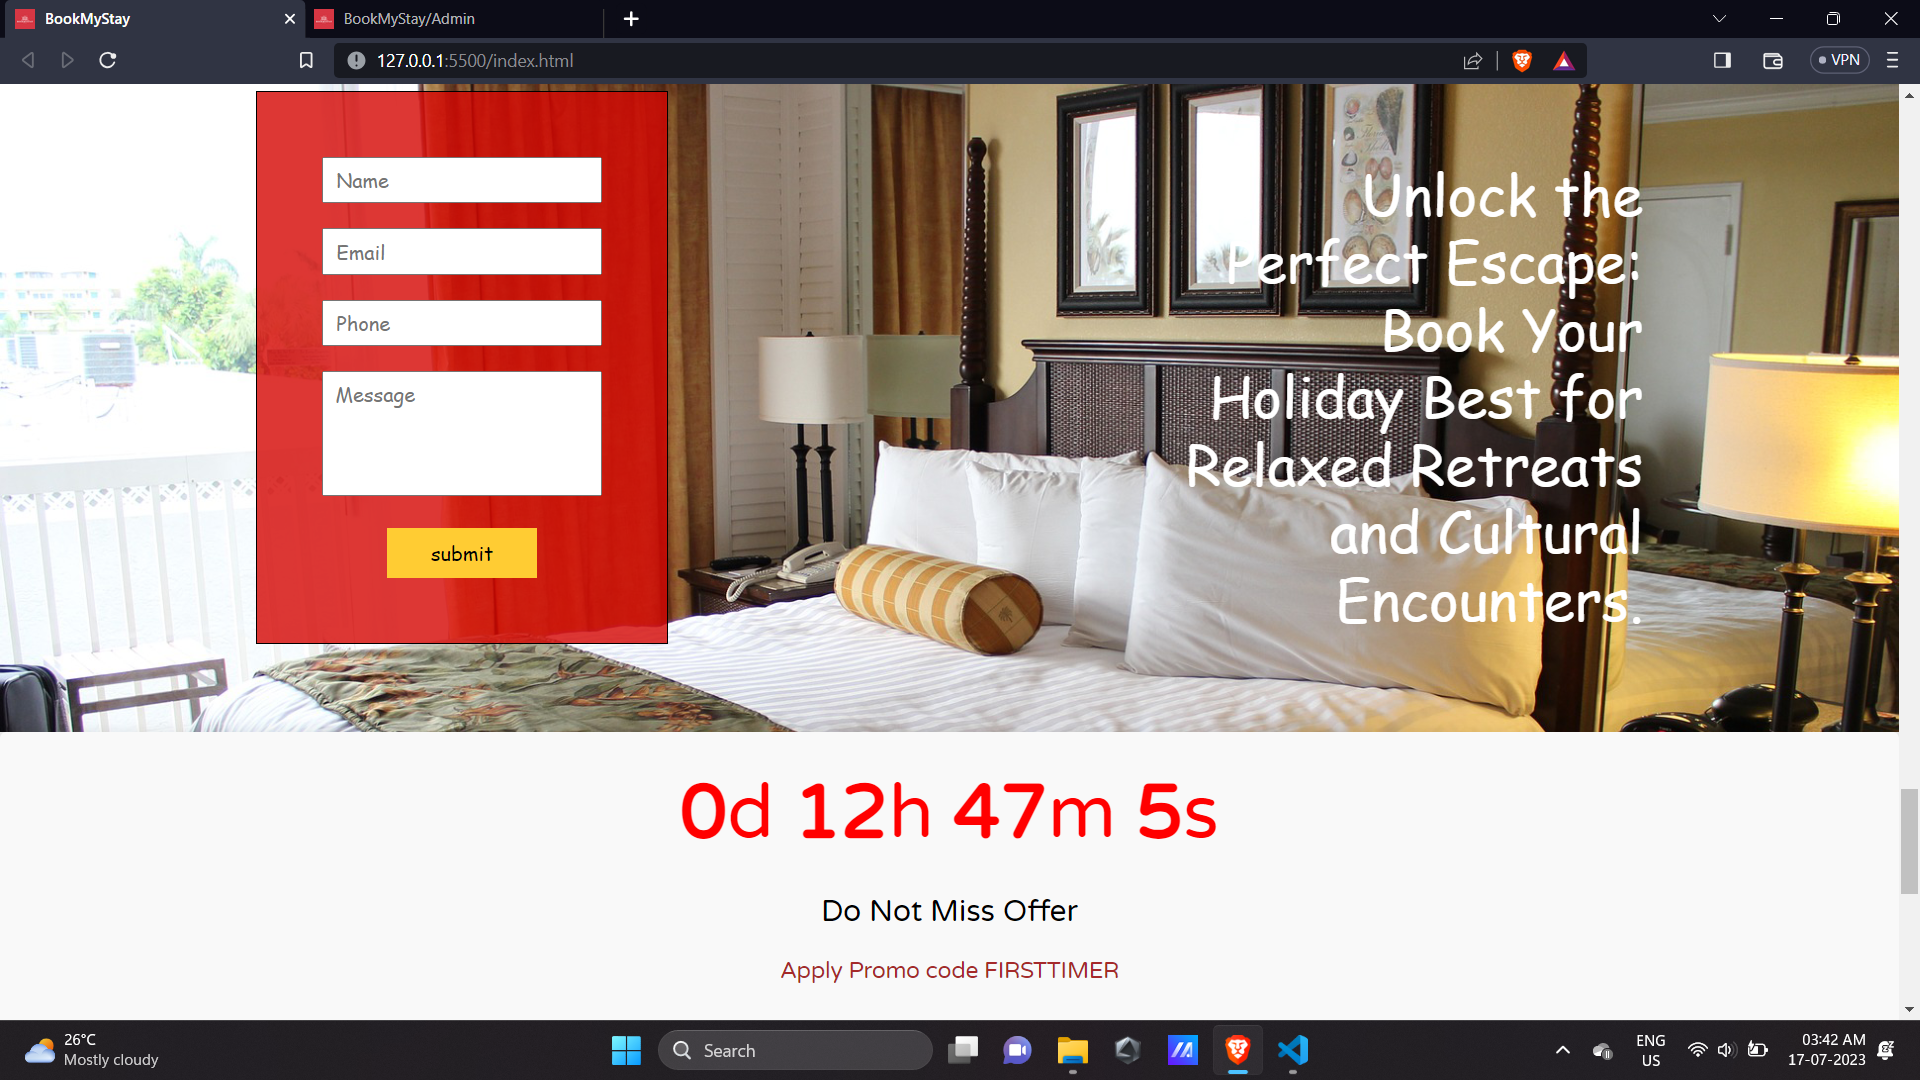 BookMyStay
BookMyStay/Admin
127.0.0.1:5500/index.html
VPN
Name
Email
Phone
Message
submit
Unlock the
Perfect Escape:
Book Your
Holiday Best for
Relaxed Retreats
and Cultural
Encounters.
0d 12h 47m 5s
Do Not Miss Offer
Apply Promo code FIRSTTIMER
26°C
Mostly cloudy
Search
ENG
US
03:42 AM
17-07-2023